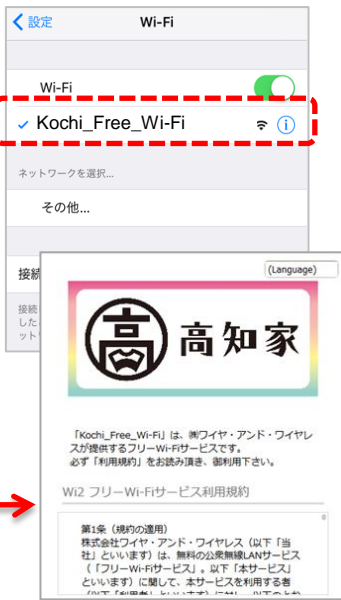 設定
Wi-Fi
Wi-Fi
Kochi_Free_Wi-Fi
ネットワークを選択...
その他...
接続
接続
した
ット
(Language)
高 高知家
「Kochi_Free_Wi-Fi」は、㈱ワイヤ・アンド・ワイヤレ
スが提供するフリーWi-Fiサービスです。
必ず「利用規約」をお読み頂き、御利用下さい。
Wi2 フリーWi-Fiサービス利用規約
第1条（規約の適用）
株式会社ワイヤ・アンド・ワイヤレス（以下「当
社」といいます）は、無料の公衆無線LANサービス
（「フリーWi-Fiサービス」。以下「本サービス」
といいます）に関して、本サービスを利用する者